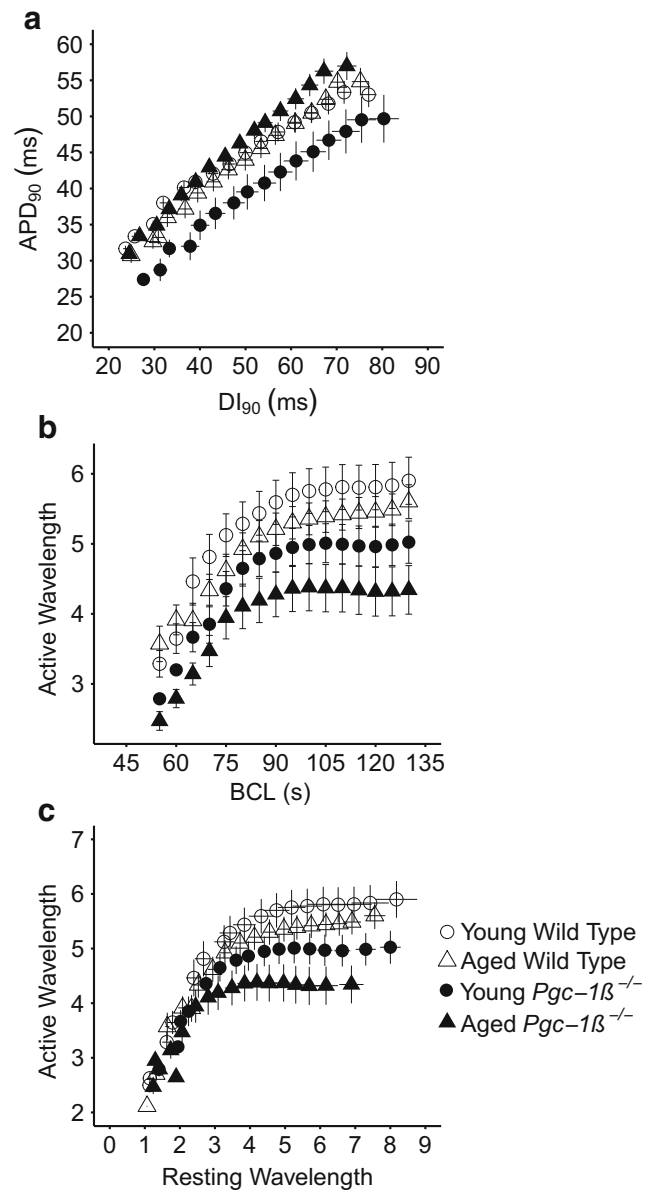 a
60
55
50
45
40
35
30
25
20
APD90 (ms)
20 30 40 50 60 70 80 90
DI90 (ms)
b
6
5
4
3
Active Wavelength
45 60 75 90 105 120 135
BCL (s)
c
7
6
5
4
3
2
Active Wavelength
0 1 2 3 4 5 6 7 8 9
Resting Wavelength
Young Wild Type
Aged Wild Type
Young Pgc−1ß−/−
Aged Pgc−1ß−/−